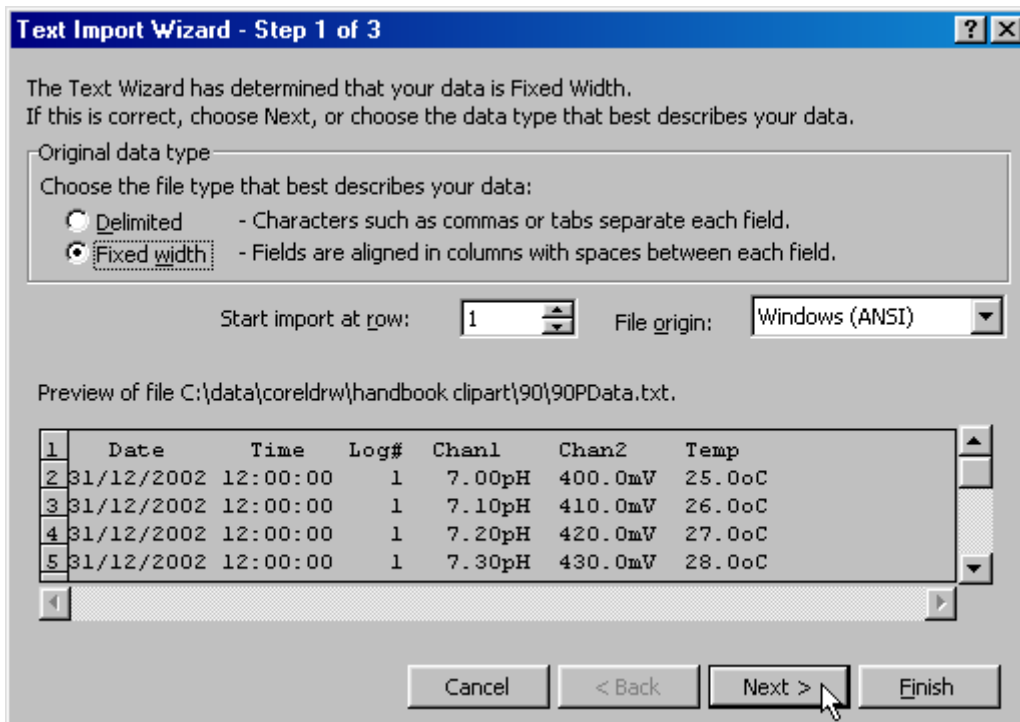 Text Import Wizard - Step 1 of 3
The Text Wizard has determined that your data is Fixed Width.
If this is correct, choose Next, or choose the data type that best describes your data.
Original data type
Choose the file type that best describes your data:
Delimited - Characters such as commas or tabs separate each field.
Fixed width - Fields are aligned in columns with spaces between each field.
Start import at row: 1 File origin: Windows (ANSI)
Preview of file C:\data\coreldrw\handbook clipart\90\90PData.txt.
1 Date Time Log# Chan1 Chan2 Temp
2 31/12/2002 12:00:00 1 7.00pH 400.0mV 25.0oC
3 31/12/2002 12:00:00 1 7.10pH 410.0mV 26.0oC
4 31/12/2002 12:00:00 1 7.20pH 420.0mV 27.0oC
5 31/12/2002 12:00:00 1 7.30pH 430.0mV 28.0oC
Cancel < Back Next > Finish